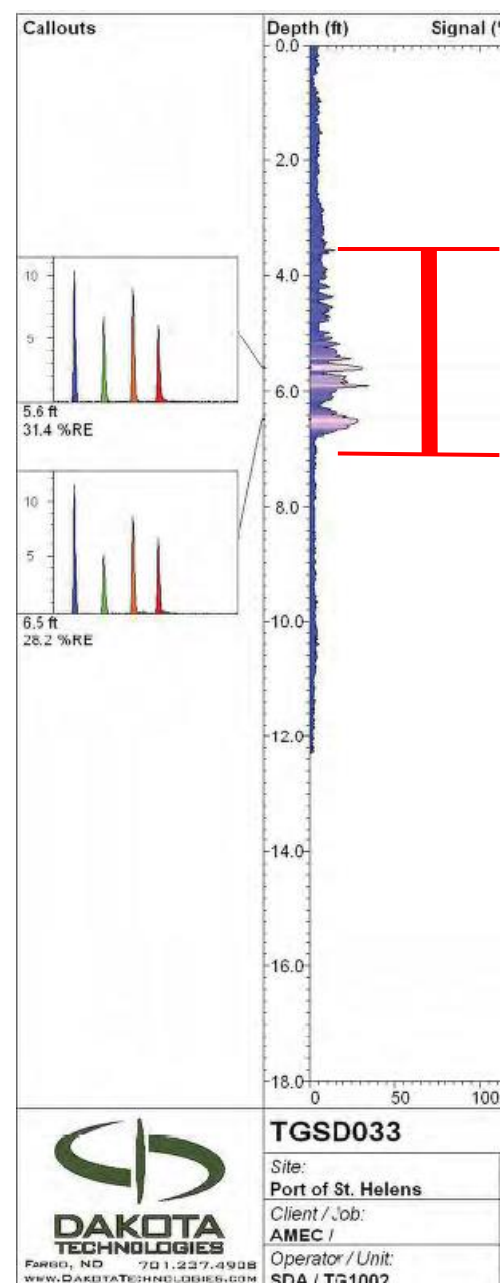 Callouts
Depth (ft) Signal (
0.0
2.0
4.0
6.0
8.0
10.0
12.0
14.0
16.0
18.0
10
5
5.6 ft
31.4 %RE
10
5
6.5 ft
28.2 %RE
0 50 100
TGSD033
Site:
Port of St. Helens
Client / Job:
AMEC /
Operator / Unit:
SDA / TG1002
DAKOTA
TECHNOLOGIES
FARGO, ND 701.237.4908
WWW.DAKOTATECHNOLOGIES.COM